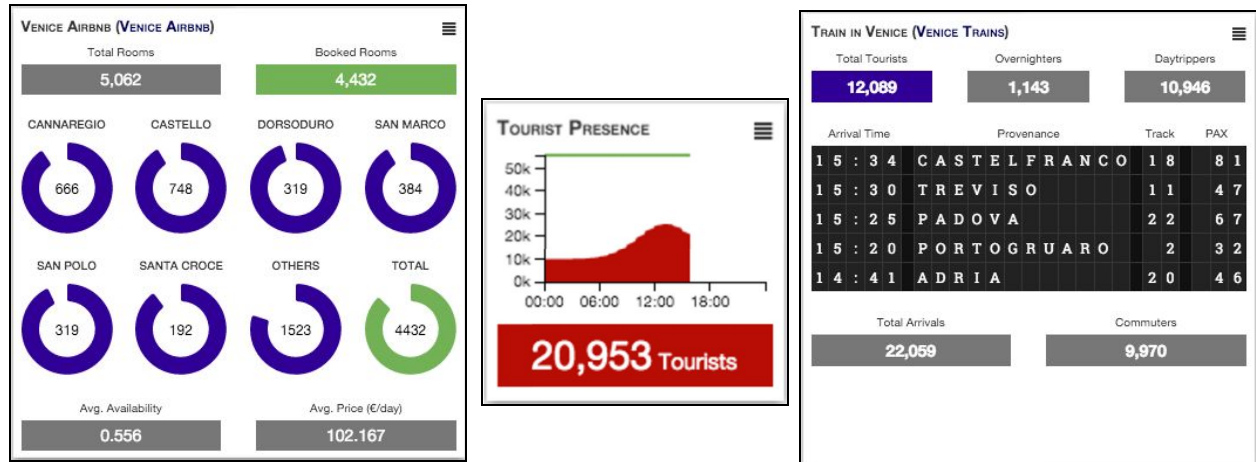 VENICE AIRBNB (VENICE AIRBNB)
Total Rooms Booked Rooms
5,062 4,432
CANNAREGIO CASTELLO DORSODURO SAN MARCO
666 748 319 384
SAN POLO SANTA CROCE OTHERS TOTAL
319 192 1523 4432
Avg. Availability Avg. Price (€/day)
0.556 102.167
TOURIST PRESENCE
50k
40k
30k
20k
10k
0k
00:00 06:00 12:00 18:00
20,953 Tourists
TRAIN IN VENICE (VENICE TRAINS)
Total Tourists Overnighters Daytrippers
12,089 1,143 10,946
Arrival Time Provenance Track PAX
15:34 CASTELFRANCO 18 81
15:30 TREVISO 11 47
15:25 PADOVA 22 67
15:20 PORTOGRUARO 2 32
14:41 ADRIA 20 46
Total Arrivals Commuters
22,059 9,970